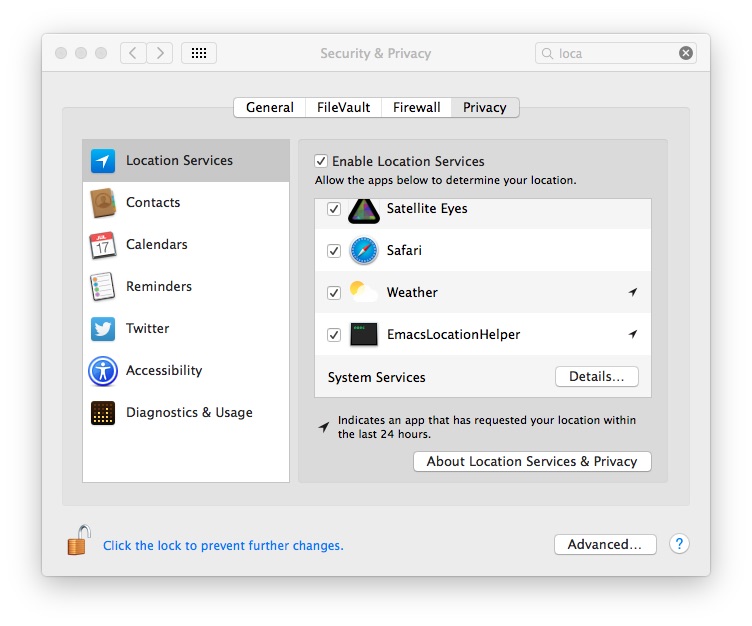 Security & Privacy
loca
General FileVault Firewall Privacy
Location Services
Contacts
JUL
17
Calendars
Reminders
Twitter
Accessibility
Diagnostics & Usage
Enable Location Services
Allow the apps below to determine your location.
Satellite Eyes
Safari
Weather
EmacsLocationHelper
System Services Details...
Indicates an app that has requested your location within
the last 24 hours.
About Location Services & Privacy
Click the lock to prevent further changes.
Advanced... ?